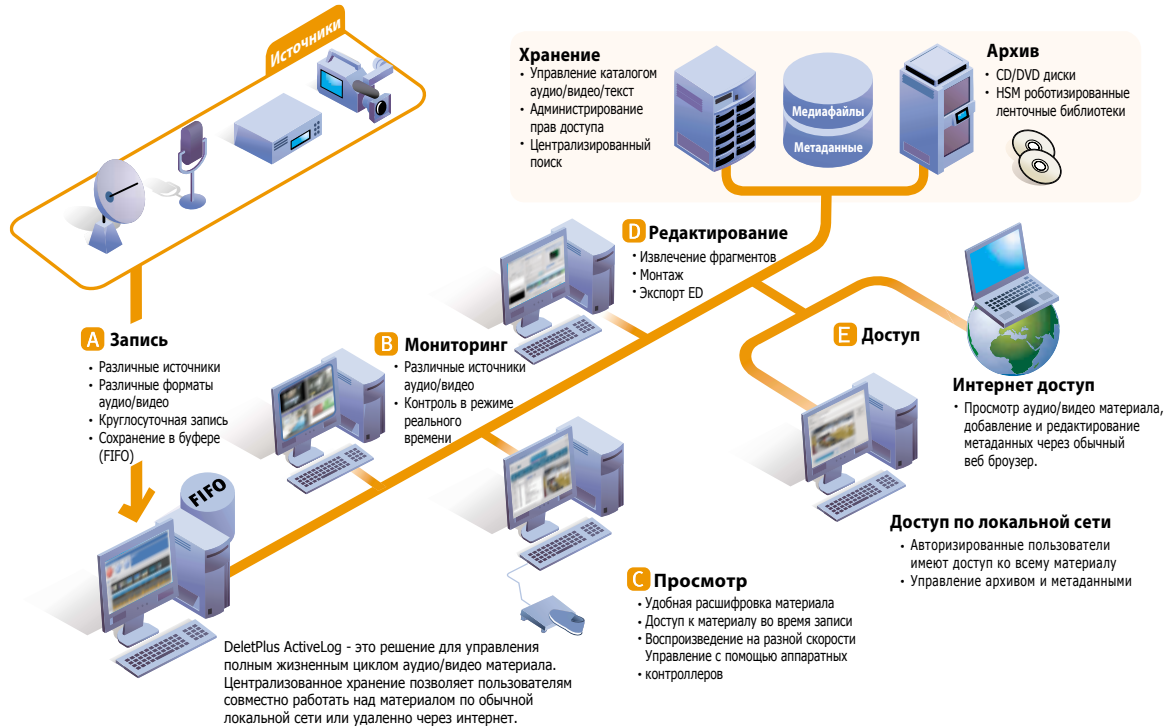 Источники
Хранение
• Управление каталогом
аудио/видео/текст
• Администрирование
прав доступа
• Централизированный
поиск
Медиафайлы
Метаданные
Архив
• CD/DVD диски
• HSM роботизированные
ленточные библиотеки
D Редактирование
• Извлечение фрагментов
• Монтаж
• Экспорт ED
A Запись
• Различные источники
• Различные форматы
аудио/видео
• Круглосуточная запись
• Сохранение в буфере
(FIFO)
FIFO
B Мониторинг
• Различные источники
аудио/видео
• Контроль в режиме
реального
времени
E Доступ
Интернет доступ
• Просмотр аудио/видео материала,
добавление и редактирование
метаданных через обычный
веб броузер.
Доступ по локальной сети
• Авторизированные пользователи
имеют доступ ко всему материалу
• Управление архивом и метаданными
C Просмотр
• Удобная расшифровка материала
• Доступ к материалу во время записи
• Воспроизведение на разной скорости
Управление с помощью аппаратных
• контроллеров
DeletPlus ActiveLog - это решение для управления
полным жизненным циклом аудио/видео материала.
Централизованное хранение позволяет пользователям
совместно работать над материалом по обычной
локальной сети или удаленно через интернет.